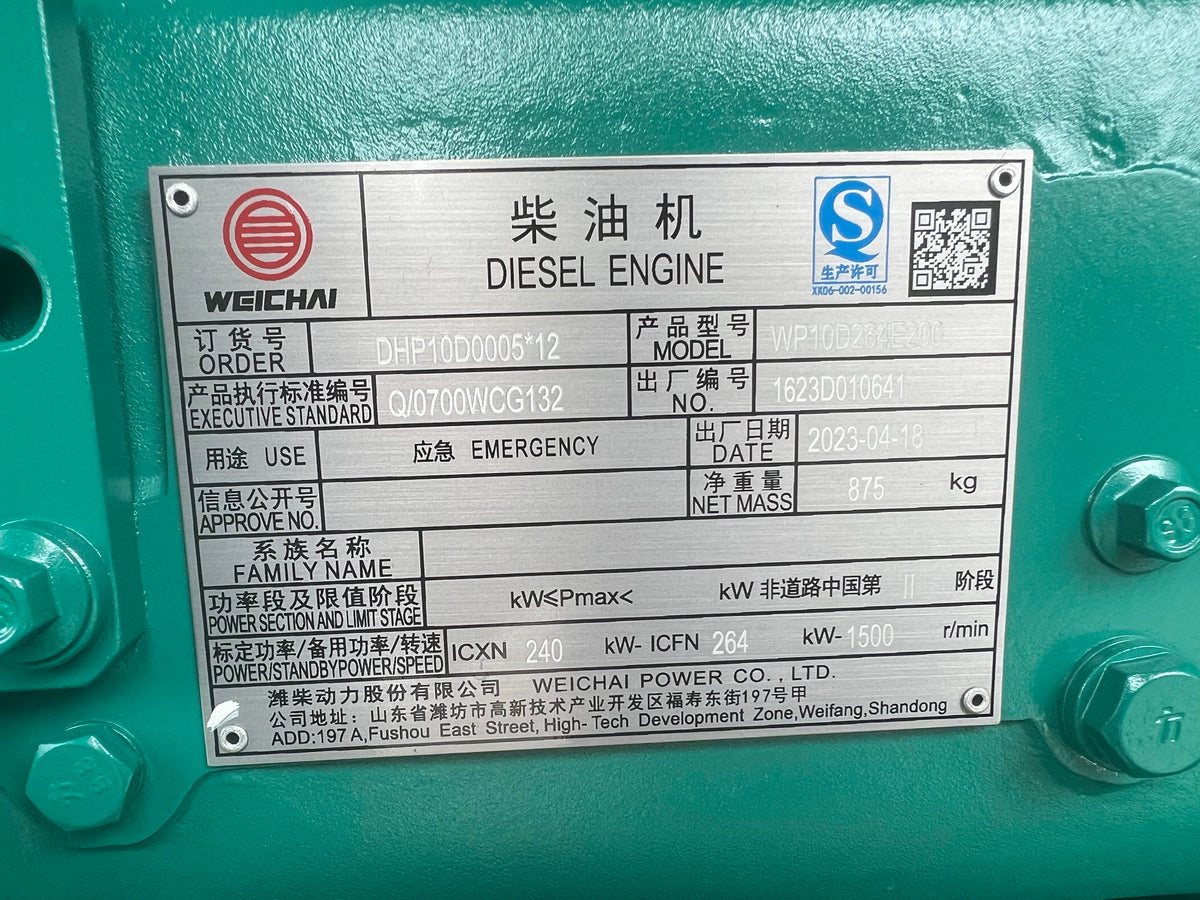 WEICHAI
柴油机
DIESEL ENGINE
S
生产许可
XK06-002-00156
订货号
ORDER
DHP10D0005*12
产品型号
MODEL
WP10D264E200
产品执行标准编号
EXECUTIVE STANDARD
Q/0700WCG132
出厂编号
NO.
1623D010641
用途 USE
应急 EMERGENCY
出厂日期
DATE
2023-04-18
信息公开号
APPROVE NO.
净重量
NET MASS
875 kg
系族名称
FAMILY NAME
功率段及限值阶段
POWER SECTION AND LIMIT STAGE
kW≤Pmax< kW 非道路中国第 II 阶段
标定功率/备用功率/转速
POWER/STANDBYPOWER/SPEED
ICXN 240 kW- ICFN 264 kW- 1500 r/min
潍柴动力股份有限公司 WEICHAI POWER CO., LTD.
公司地址: 山东省潍坊市高新技术产业开发区福寿东街197号甲
ADD:197 A,Fushou East Street, High-Tech Development Zone,Weifang,Shandong
8.8